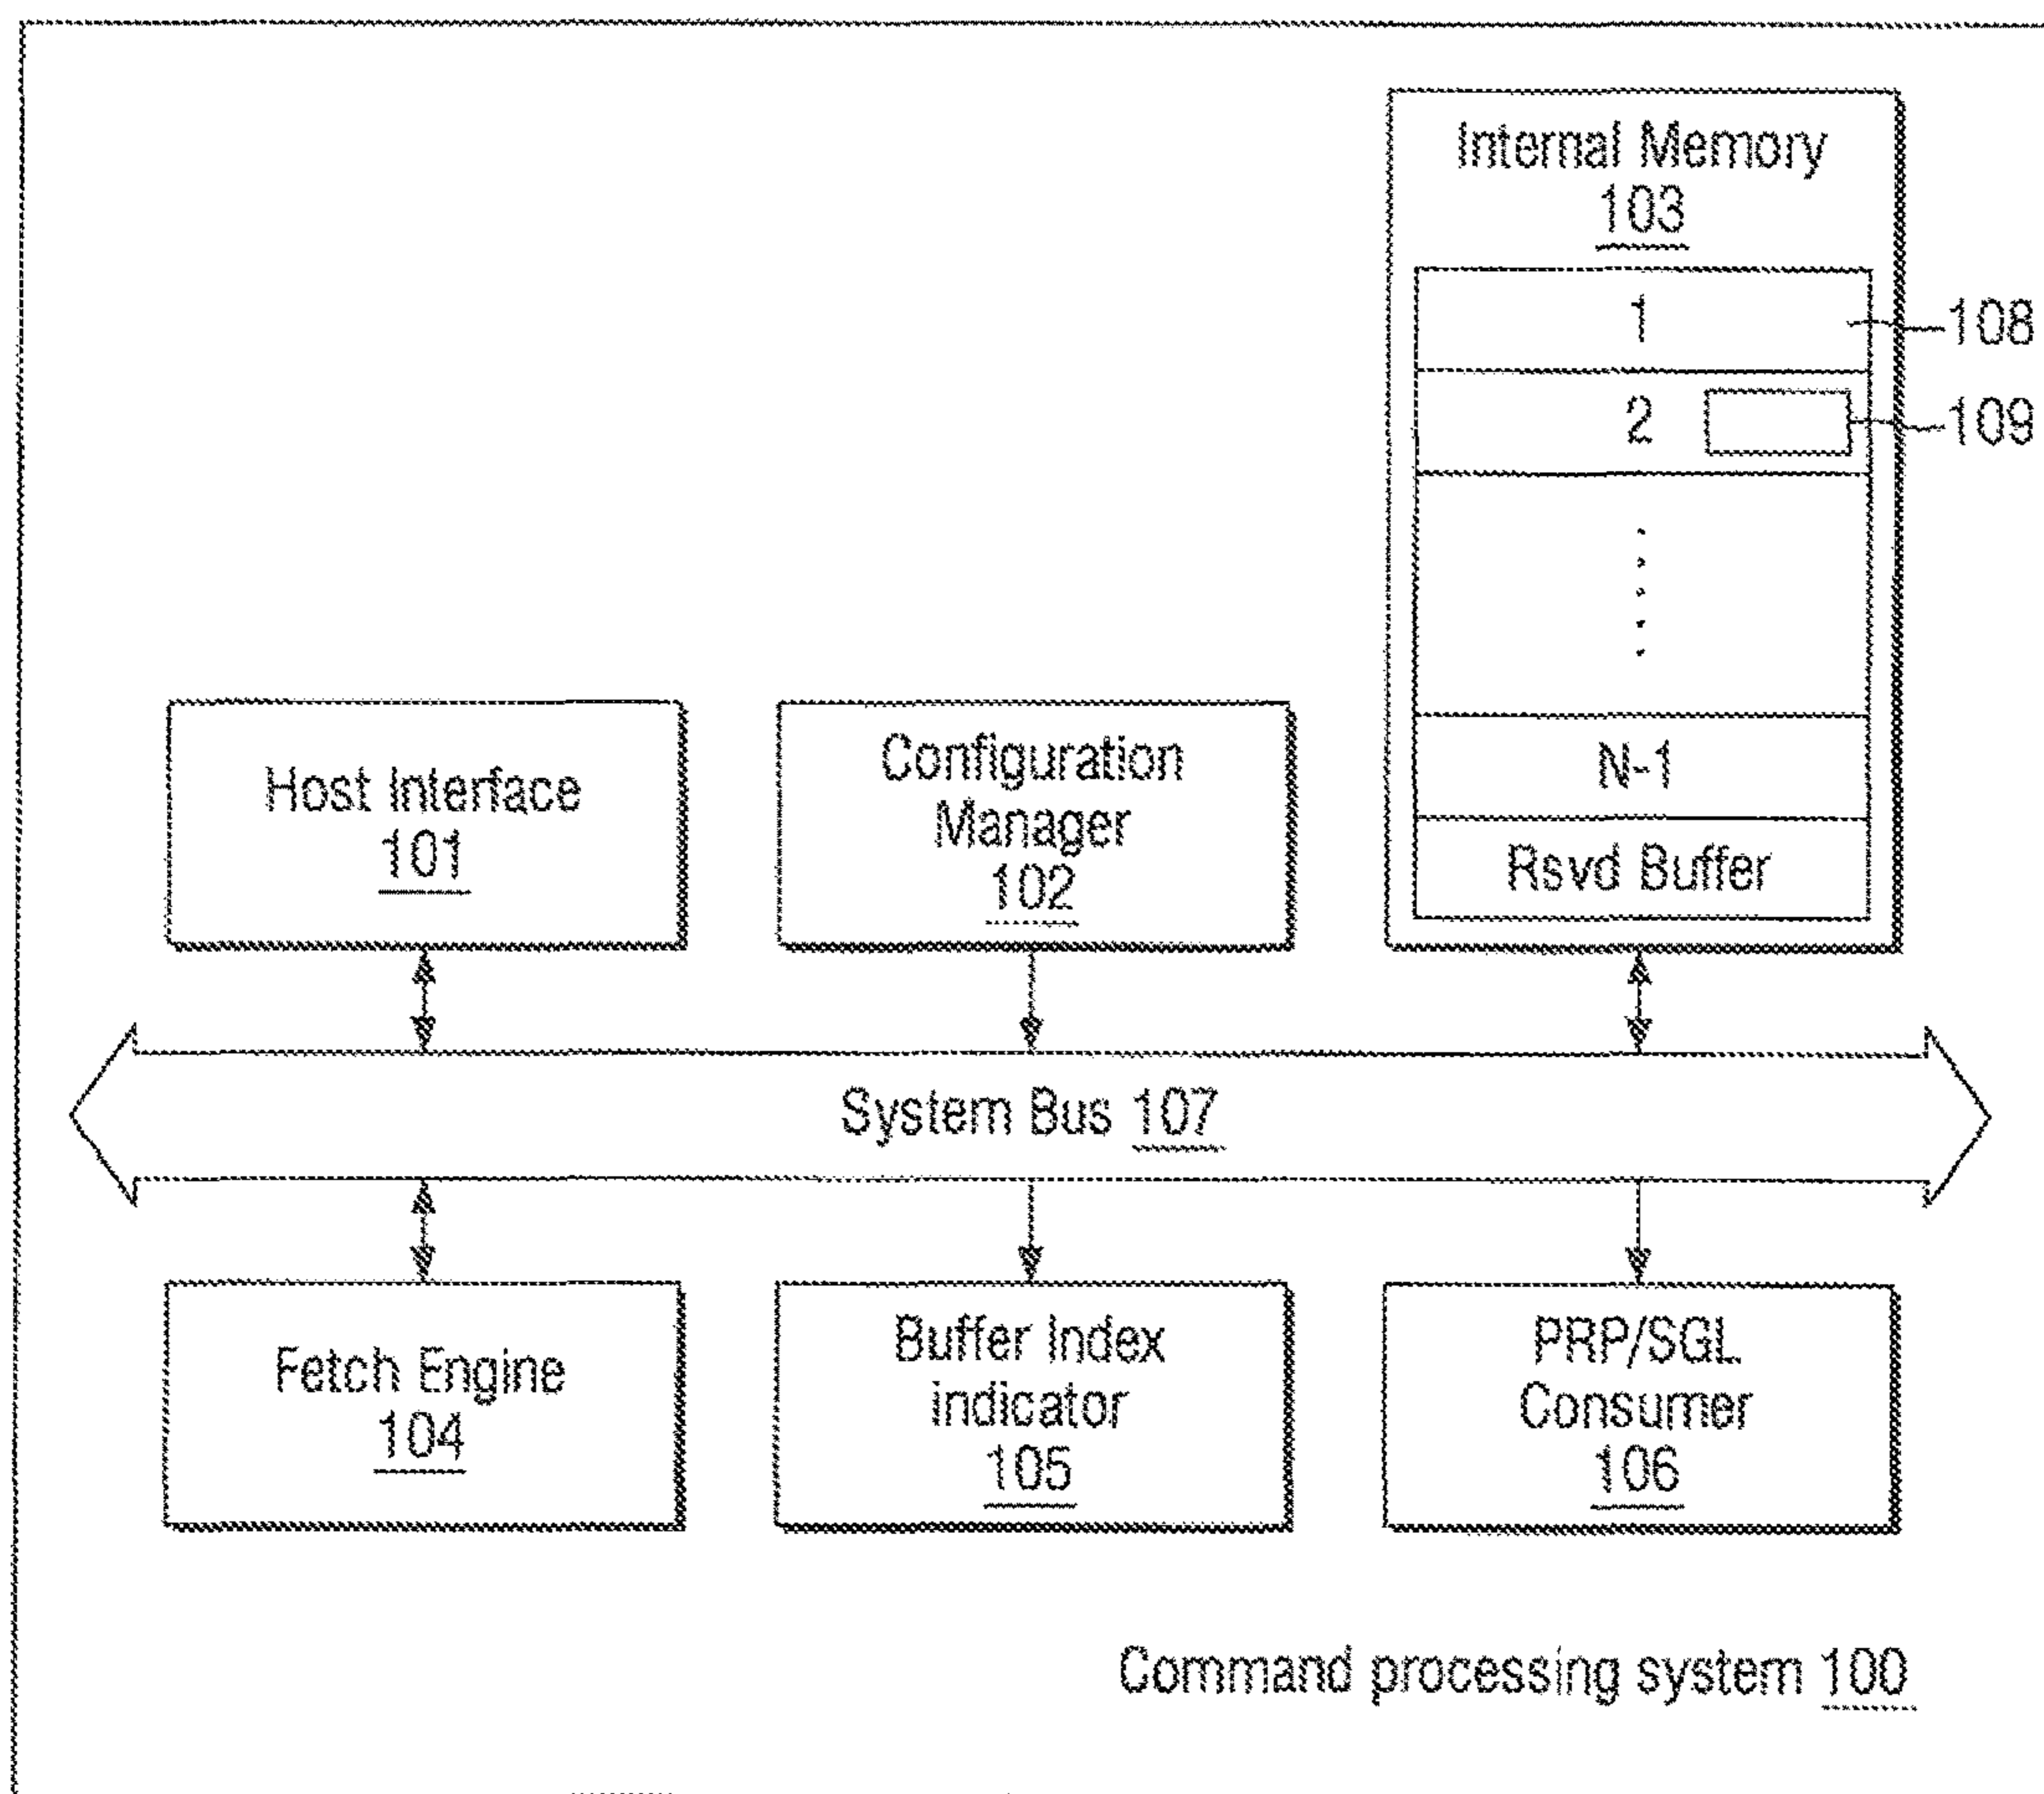 Internal Memory
103
1
108
2
109
N-1
Rsvd Buffer
Host Interface
101
Configuration
Manager
102
System Bus 107
Fetch Engine
104
Buffer Index
indicator
105
PRP/SGL
Consumer
106
Command processing system 100